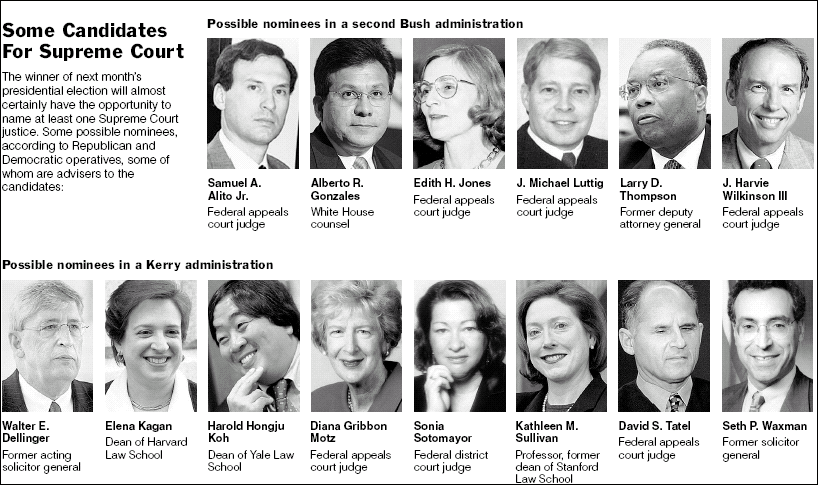 Some Candidates
For Supreme Court
The winner of next month's
presidential election will almost
certainly have the opportunity to
name at least one Supreme Court
justice. Some possible nominees,
according to Republican and
Democratic operatives, some of
whom are advisers to the
candidates:
Possible nominees in a second Bush administration
Samuel A.
Alito Jr.
Federal appeals
court judge
Alberto R.
Gonzales
White House
counsel
Edith H. Jones
Federal appeals
court judge
J. Michael Luttig
Federal appeals
court judge
Larry D.
Thompson
Former deputy
attorney general
J. Harvie
Wilkinson III
Federal appeals
court judge
Possible nominees in a Kerry administration
Walter E.
Dellinger
Former acting
solicitor general
Elena Kagan
Dean of Harvard
Law School
Harold Hongju
Koh
Dean of Yale Law
School
Diana Gribbon
Motz
Federal appeals
court judge
Sonia
Sotomayor
Federal district
court judge
Kathleen M.
Sullivan
Professor, former
dean of Stanford
Law School
David S. Tatel
Federal appeals
court judge
Seth P. Waxman
Former solicitor
general